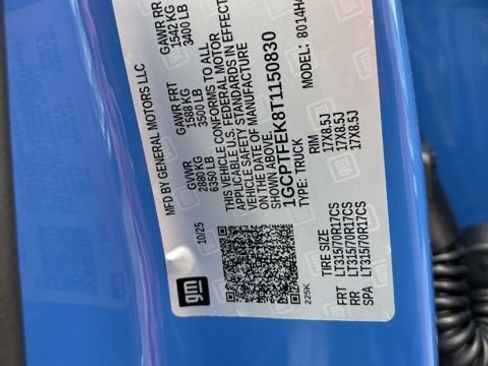 MFD BY GENERAL MOTORS LLC
10/25
GVWR
2880 KG
6350 LB
GAWR FRT
1588 KG
3500 LB
GAWR RR
1542 KG
3400 LB
THIS VEHICLE CONFORMS TO ALL
APPLICABLE U.S. FEDERAL MOTOR
VEHICLE SAFETY STANDARDS IN EFFECT
ON THE DATE OF MANUFACTURE
SHOWN ABOVE.
1GCPTFEK8T1150830
TYPE: TRUCK
MODEL:
gm
225K
TIRE SIZE
RIM
FRT LT315/70R17CS 17X8.5J
RR LT315/70R17CS 17X8.5J
SPA LT315/70R17CS 17X8.5J